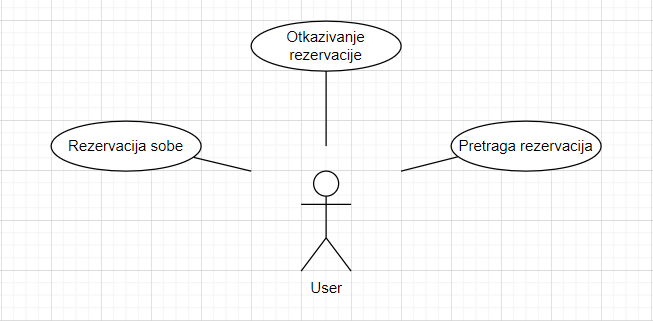 Otkazivanje
rezervacije
Rezervacija sobe
Pretraga rezervacija
User